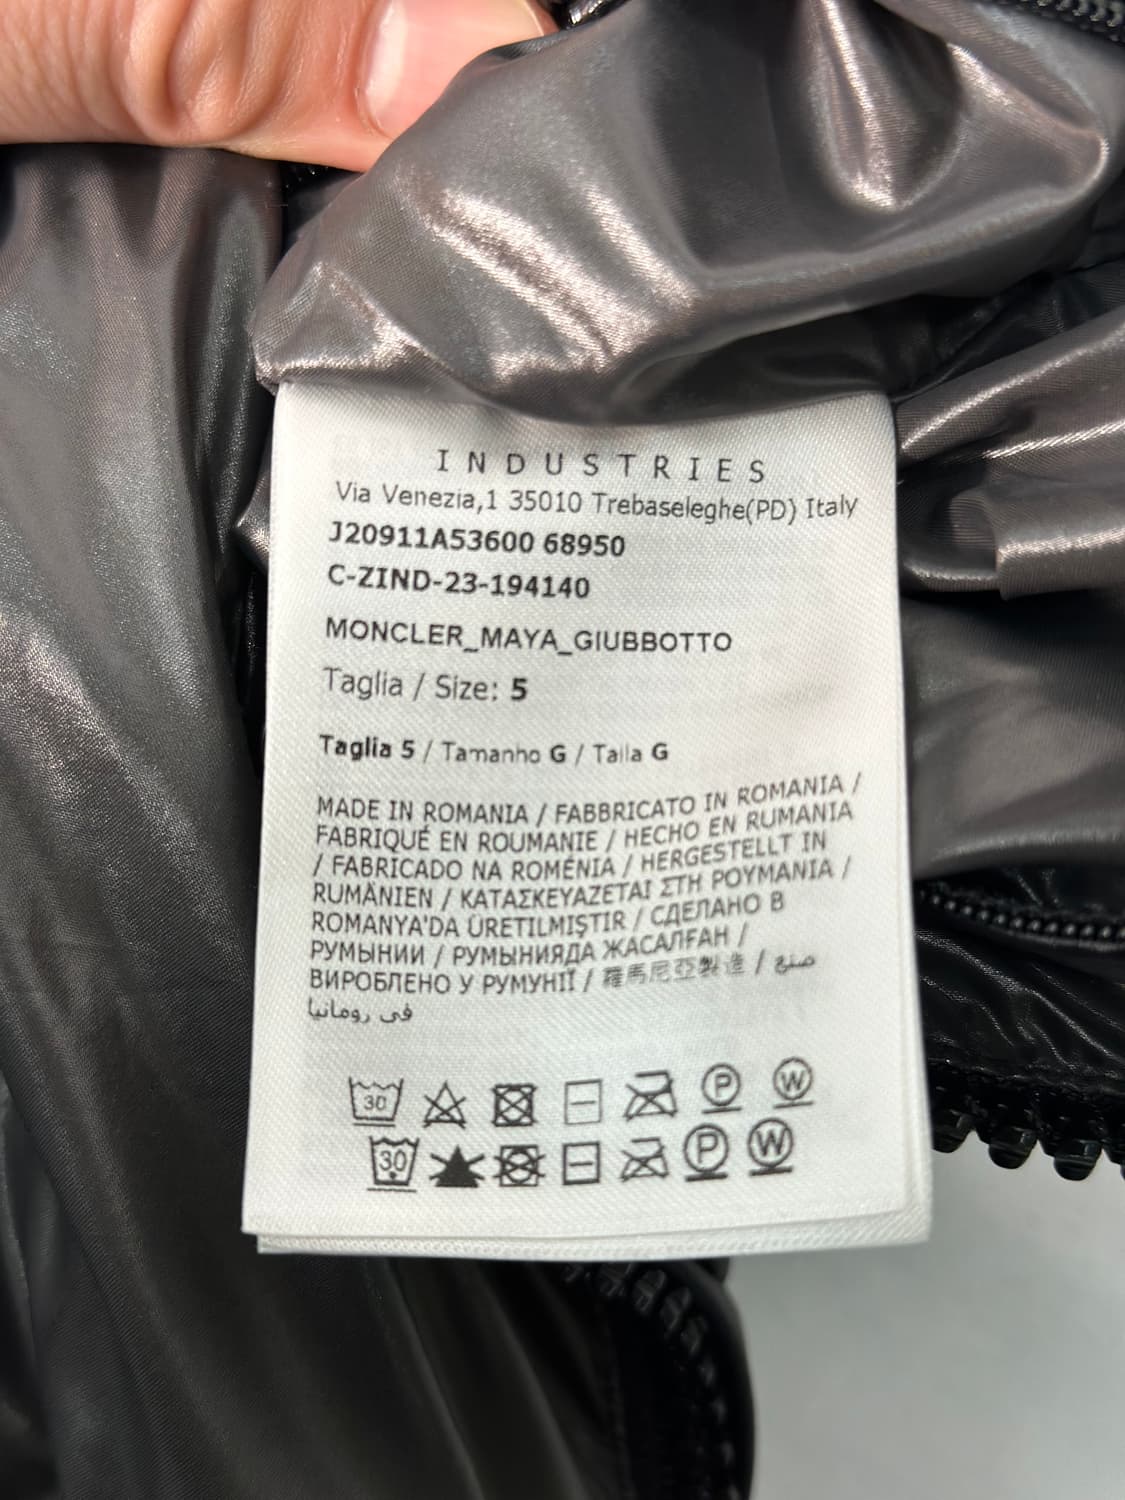 INDUSTRIES
Via Venezia,1 35010 Trebaseleghe(PD) Italy
J20911A53600 68950
C-ZIND-23-194140
MONCLER_MAYA_GIUBBOTTO
Taglia / Size: 5
Taglia 5 / Tamanho G / Talla G
MADE IN ROMANIA / FABBRICATO IN ROMANIA /
FABRIQUÉ EN ROUMANIE / HECHO EN RUMANIA
/ FABRICADO NA ROMÉNIA / HERGESTELLT IN
RUMÄNIEN / ΚΑΤΑΣΚΕΥΑΖΕΤΑΙ ΣΤΗ ΡΟΥΜΑΝΙΑ /
ROMANYA'DA ÜRETILMIŞTIR / СДЕЛАНО В
РУМЫНИИ / РУМЫНИЯДА ЖАСАЛҒАН /
ВИРОБЛЕНО У РУМУНІЇ / 羅馬尼亞製造 / صنع
في رومانيا
30 P W
30 P W